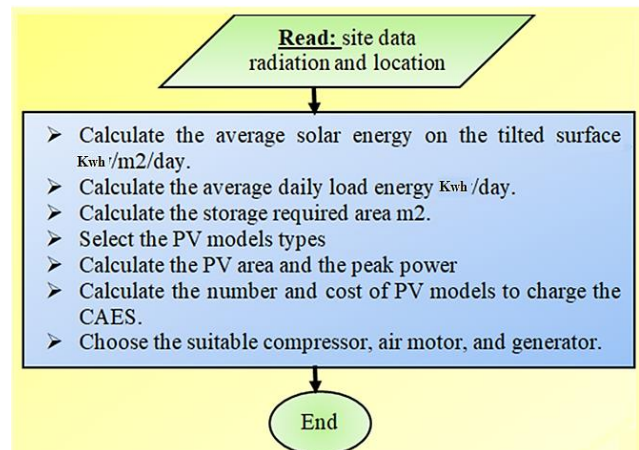 Read: site data
radiation and location
➢ Calculate the average solar energy on the tilted surface
Kwh /m2/day.
➢ Calculate the average daily load energy Kwh /day.
➢ Calculate the storage required area m2.
➢ Select the PV models types
➢ Calculate the PV area and the peak power
➢ Calculate the number and cost of PV models to charge the
CAES.
➢ Choose the suitable compressor, air motor, and generator.
End